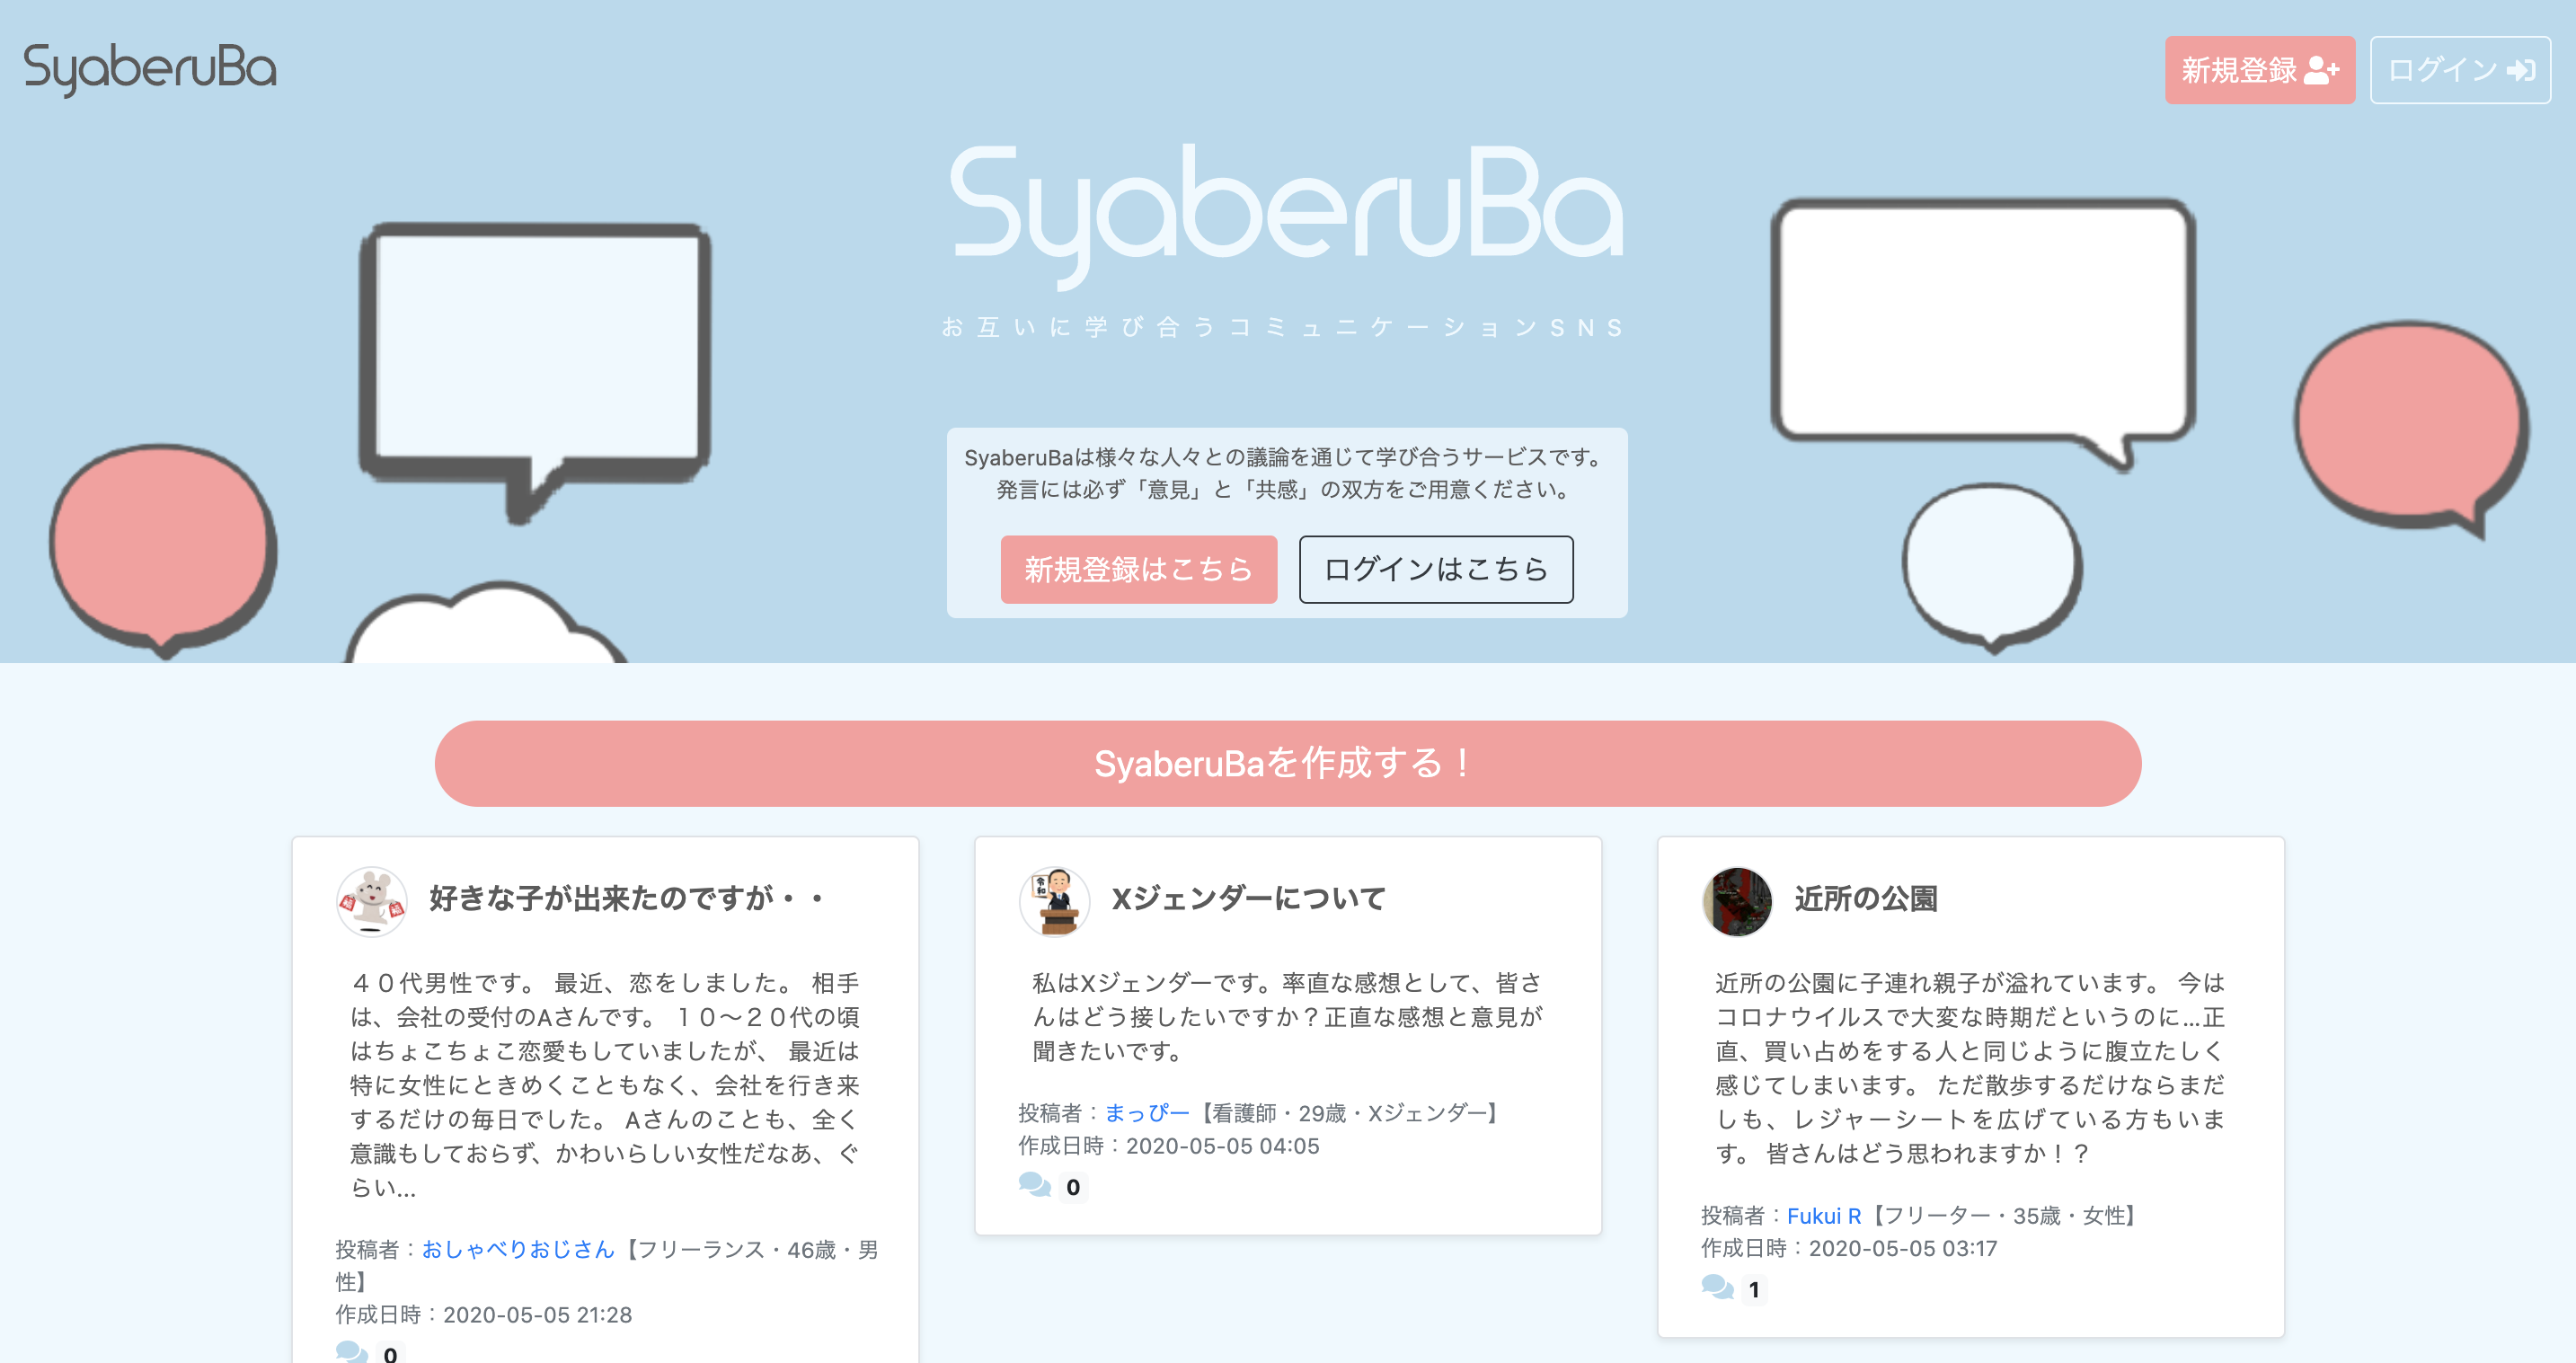 SyaberuBa
新規登録
ログイン
SyaberuBa
お互いに学び合うコミュニケーションSNS
SyaberuBaは様々な人々との議論を通じて学び合うサービスです。
発言には必ず「意見」と「共感」の双方をご用意ください。
新規登録はこちら
ログインはこちら
SyaberuBaを作成する！
好きな子が出来たのですが・・
４０代男性です。 最近、恋をしました。 相手
は、会社の受付のAさんです。 １０〜２０代の頃
はちょこちょこ恋愛もしていましたが、 最近は
特に女性にときめくこともなく、会社を行き来
するだけの毎日でした。 Aさんのことも、全く
意識もしておらず、かわいらしい女性だなあ、ぐ
らい...
投稿者：おしゃべりおじさん【フリーランス・46歳・男
性】
作成日時：2020-05-05 21:28
0
令和
Xジェンダーについて
私はXジェンダーです。率直な感想として、皆さ
んはどう接したいですか？正直な感想と意見が
聞きたいです。
投稿者：まっぴー【看護師・29歳・Xジェンダー】
作成日時：2020-05-05 04:05
0
近所の公園
近所の公園に子連れ親子が溢れています。 今は
コロナウイルスで大変な時期だというのに...正
直、買い占めをする人と同じように腹立たしく
感じてしまいます。 ただ散歩するだけならまだ
しも、レジャーシートを広げている方もいま
す。 皆さんはどう思われますか！？
投稿者：Fukui R【フリーター・35歳・女性】
作成日時：2020-05-05 03:17
1